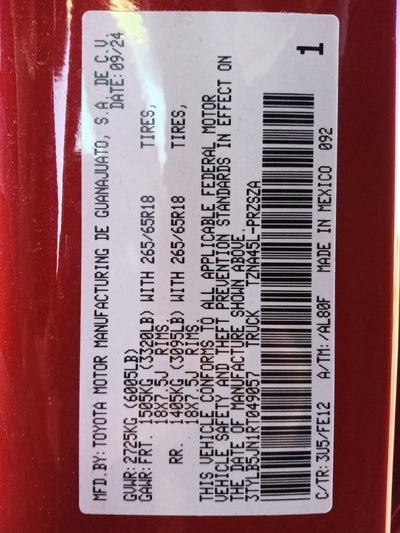 MFD.BY: TOYOTA MOTOR MANUFACTURING DE GUANAJUATO, S.A. DE C.V.
DATE: 09/24
GVWR: 2725KG (6005LB)
GAWR: FRT. 1505KG (3320LB) WITH 265/65R18 TIRES,
18X7.5J RIMS
RR. 1405KG (3095LB) WITH 265/65R18 TIRES,
18X7.5J RIMS
THIS VEHICLE CONFORMS TO ALL APPLICABLE FEDERAL MOTOR
VEHICLE SAFETY AND THEFT PREVENTION STANDARDS IN EFFECT ON
THE DATE OF MANUFACTURE SHOWN ABOVE
3TYLB5JN1RT049057 TRUCK TZNA45L-PRZSZA
C/TR: 3U5/FE12 A/TM: /AL80F MADE IN MEXICO 092
1